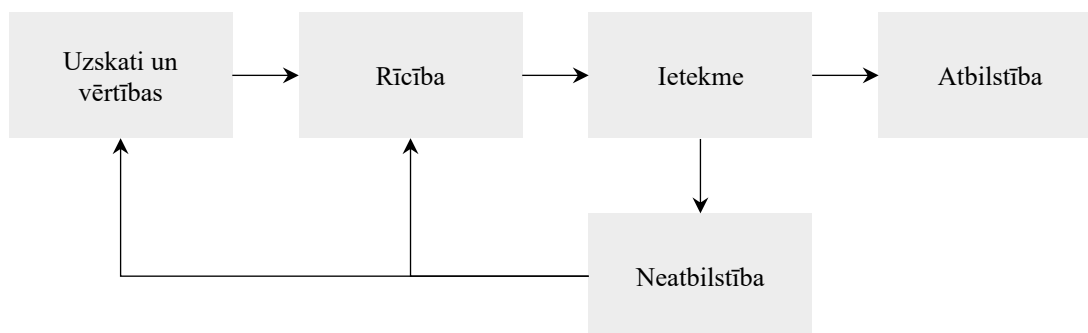 Uzskati un
vērtības
Rīcība
Ietekme
Atbilstība
Neatbilstība